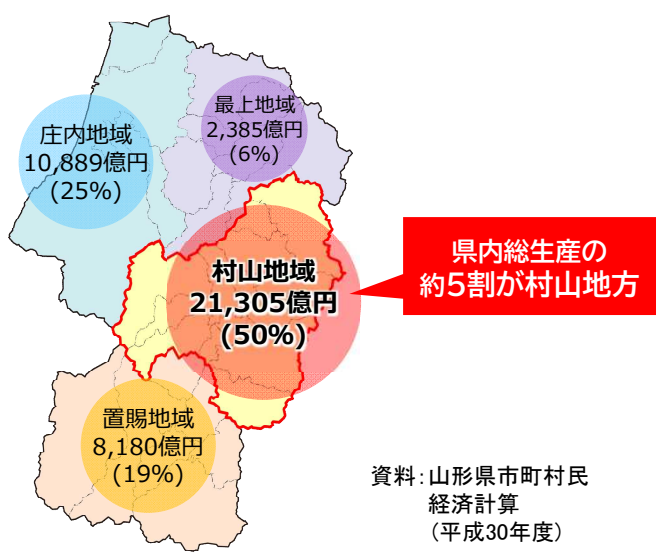 最上地域
2,385億円
(6%)
庄内地域
10,889億円
(25%)
村山地域
21,305億円
(50%)
県内総生産の
約5割が村山地方
置賜地域
8,180億円
(19%)
資料:山形県市町村民
経済計算
(平成30年度)